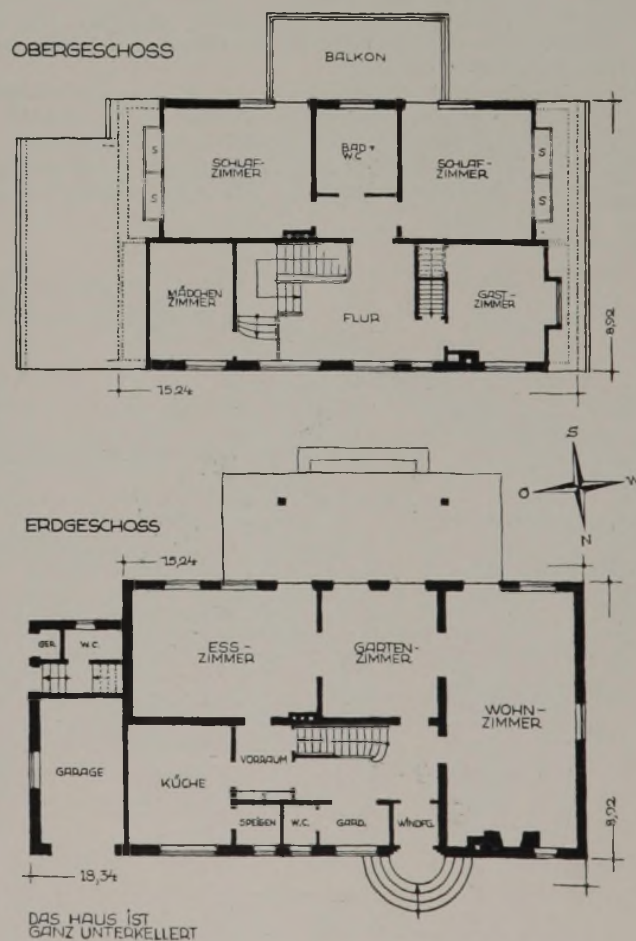 OBERGESCHOSS
BALKON
SCHLAF-
ZIMMER
BAD+
W.C
SCHLAF-
ZIMMER
S
S
S
S
MÄDCHEN
ZIMMER
FLUR
GAST-
ZIMMER
8,92
15,24
S
O
W
N
ERDGESCHOSS
15,24
GER.
W.C.
ESS-
ZIMMER
GARTEN-
ZIMMER
WOHN-
ZIMMER
GARAGE
KÜCHE
VORRAUM
S
SPEISEN
W.C.
GARD.
WINDFG.
8,92
18,34
DAS HAUS IST
GANZ UNTERKELLERT